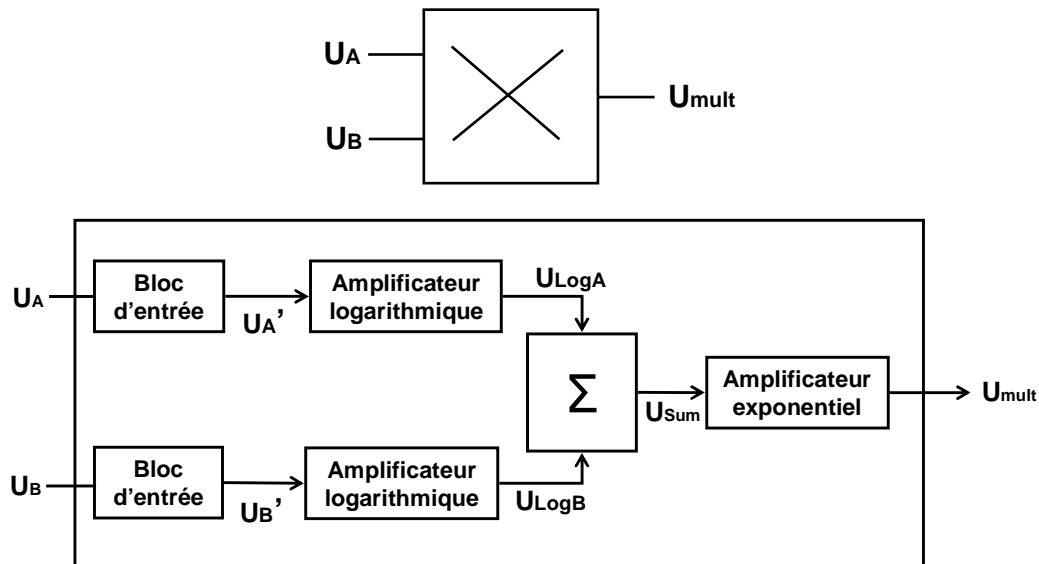 UA
UB
Umult
Bloc
d'entrée
Amplificateur
logarithmique
ULogA
UA
UA'
Σ
USum
Amplificateur
exponentiel
Umult
Bloc
d'entrée
Amplificateur
logarithmique
UB
UB'
ULogB